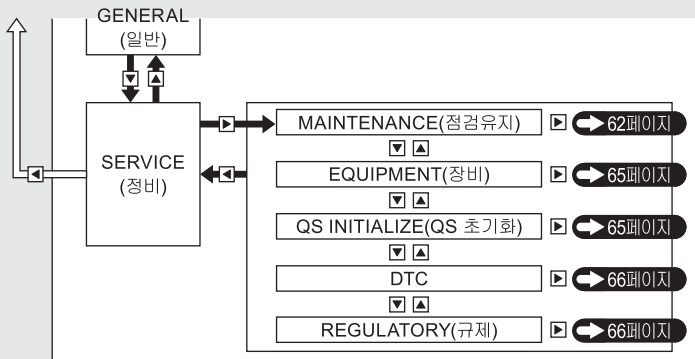 GENERAL
(일반)
SERVICE
(정비)
MAINTENANCE(점검유지)
62페이지
EQUIPMENT(장비)
65페이지
QS INITIALIZE(QS 초기화)
65페이지
DTC
66페이지
REGULATORY(규제)
66페이지